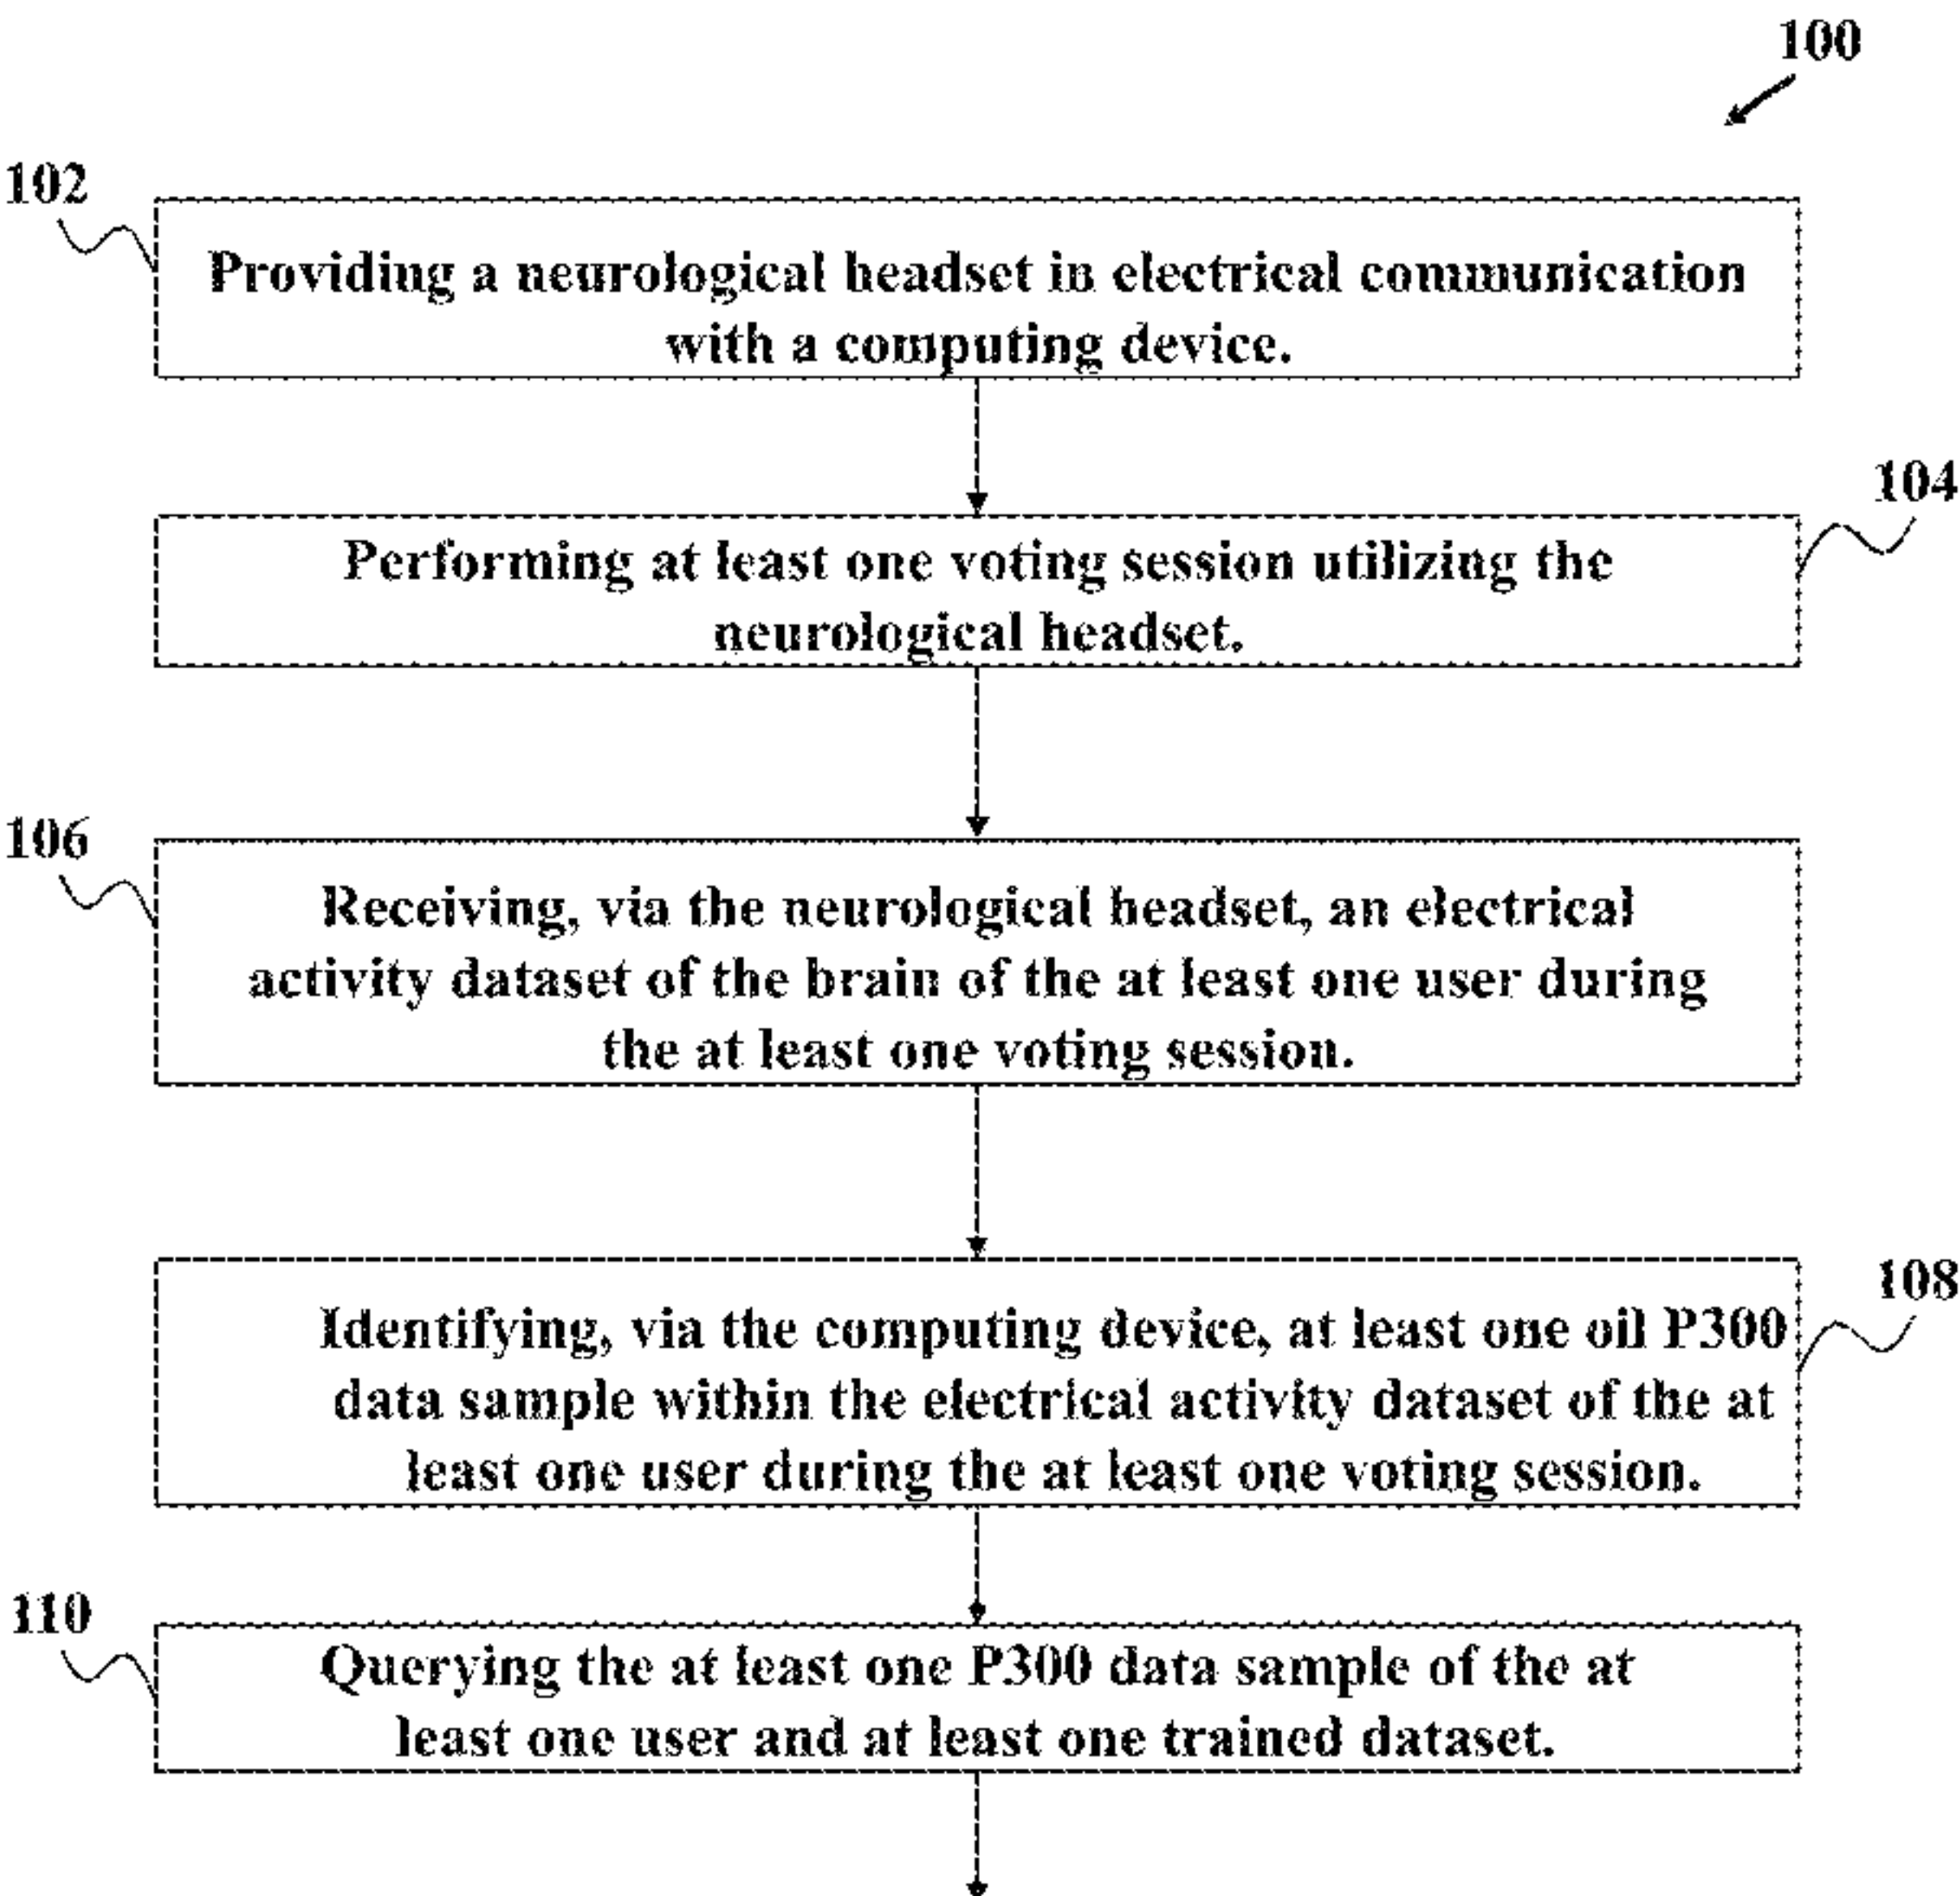 100
102
Providing a neurological headset in electrical communication
with a computing device.
104
Performing at least one voting session utilizing the
neurological headset.
106
Receiving, via the neurological headset, an electrical
activity dataset of the brain of the at least one user during
the at least one voting session.
108
Identifying, via the computing device, at least one oil P300
data sample within the electrical activity dataset of the at
least one user during the at least one voting session.
110
Querying the at least one P300 data sample of the at
least one user and at least one trained dataset.